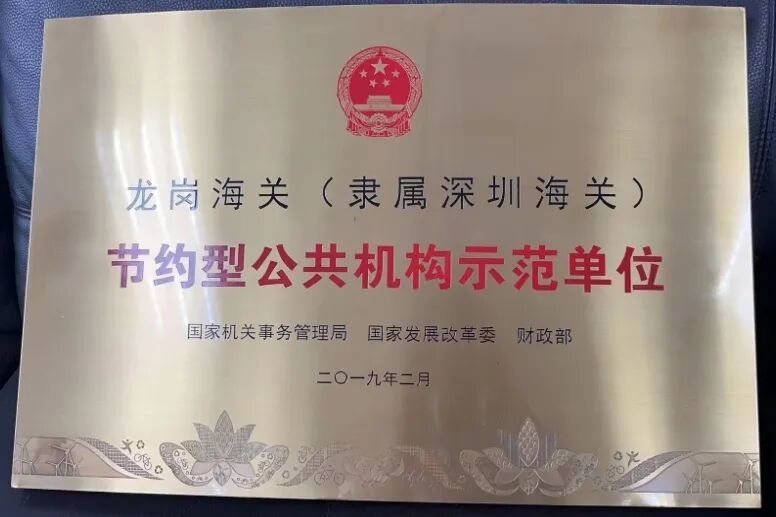 龙岗海关（隶属深圳海关）
节约型公共机构示范单位
国家机关事务管理局 国家发展改革委 财政部
二〇一九年二月